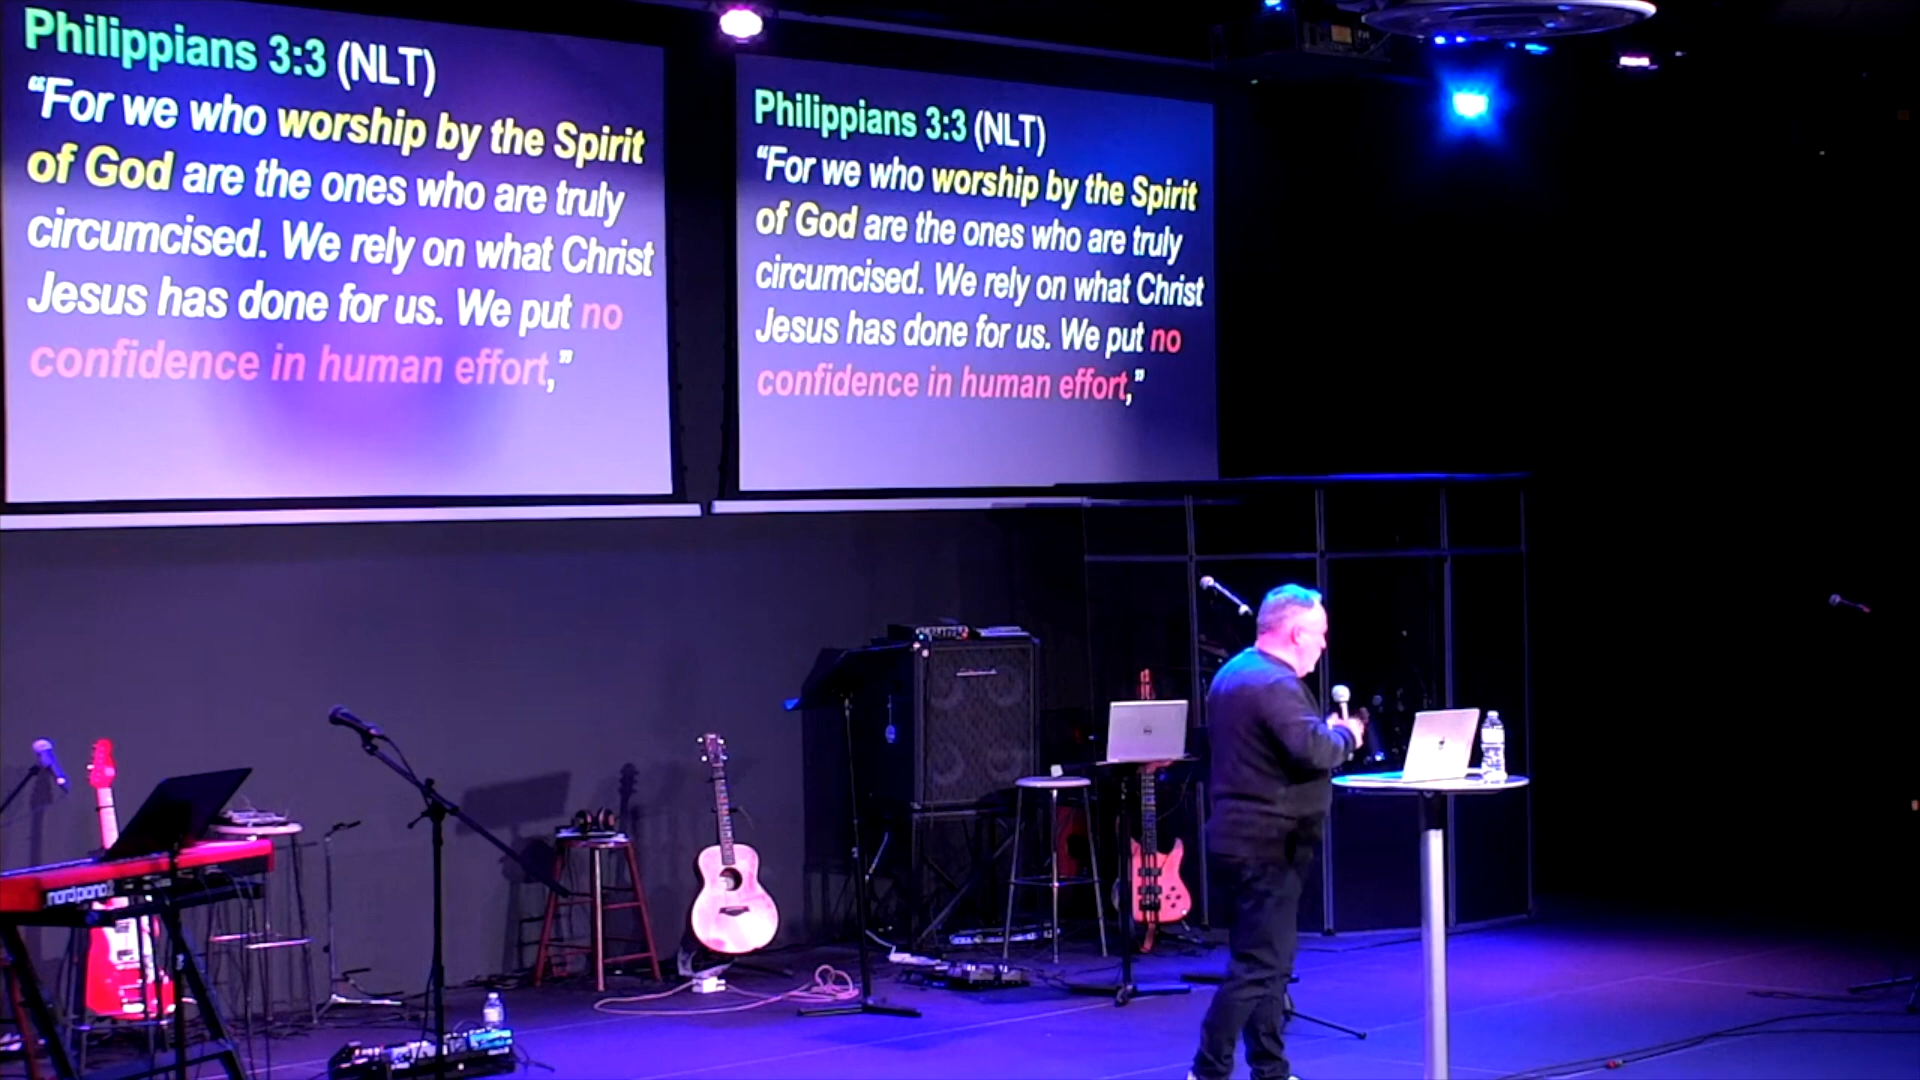 Philippians 3:3 (NLT)
“For we who worship by the Spirit
of God are the ones who are truly
circumcised. We rely on what Christ
Jesus has done for us. We put no
confidence in human effort,”
Philippians 3:3 (NLT)
“For we who worship by the Spirit
of God are the ones who are truly
circumcised. We rely on what Christ
Jesus has done for us. We put no
confidence in human effort,”
nord piano